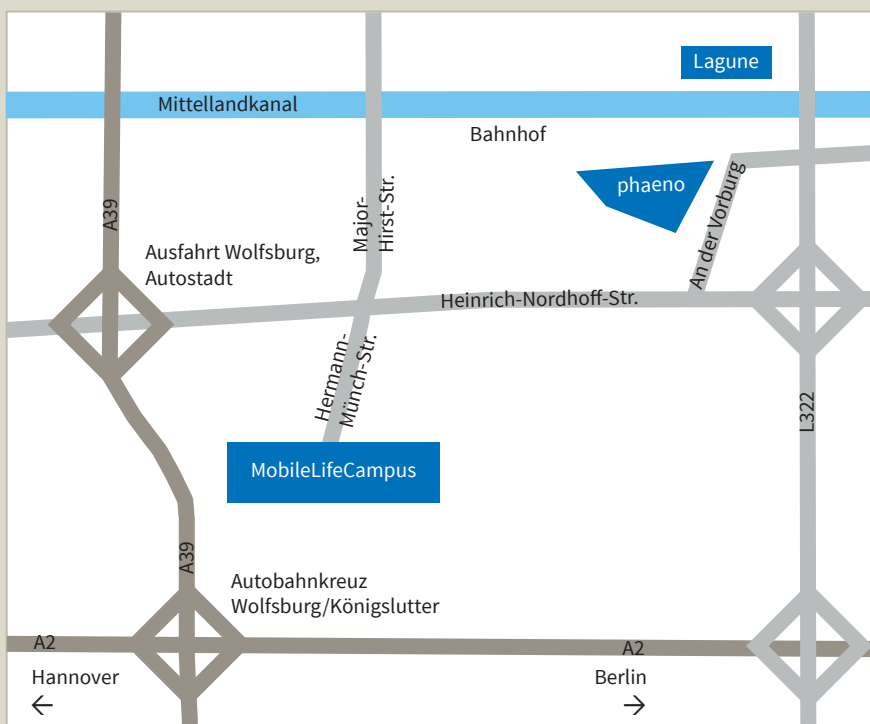 Lagune
Mittellandkanal
Bahnhof
phaeno
A39
Major-
Hirst-Str.
An der Vorburg
Ausfahrt Wolfsburg,
Autostadt
Heinrich-Nordhoff-Str.
Hermann-
Münch-Str.
L322
MobileLifeCampus
A39
Autobahnkreuz
Wolfsburg/Königslutter
A2
A2
Hannover
Berlin
←
→